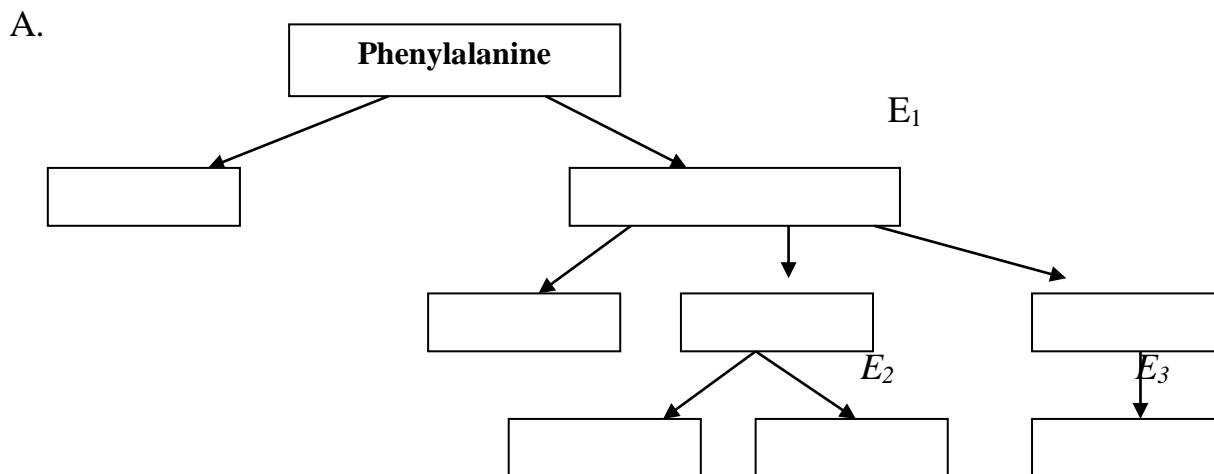 A.
Phenylalanine
E₁
E₂
E₃